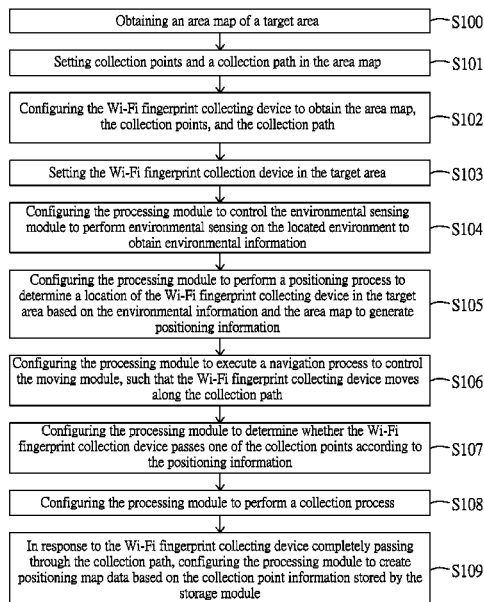 Obtaining an area map of a target area
S100
Setting collection points and a collection path in the area map
S101
Configuring the Wi-Fi fingerprint collecting device to obtain the area map,
the collection points, and the collection path
S102
Setting the Wi-Fi fingerprint collection device in the target area
S103
Configuring the processing module to control the environmental sensing
module to perform environmental sensing on the located environment to
obtain environmental information
S104
Configuring the processing module to perform a positioning process to
determine a location of the Wi-Fi fingerprint collecting device in the target
area based on the environmental information and the area map to generate
positioning information
S105
Configuring the processing module to execute a navigation process to control
the moving module, such that the Wi-Fi fingerprint collecting device moves
along the collection path
S106
Configuring the processing module to determine whether the Wi-Fi
fingerprint collection device passes one of the collection points according to
the positioning information
S107
Configuring the processing module to perform a collection process
S108
In response to the Wi-Fi fingerprint collecting device completely passing
through the collection path, configuring the processing module to create
positioning map data based on the collection point information stored by the
storage module
S109